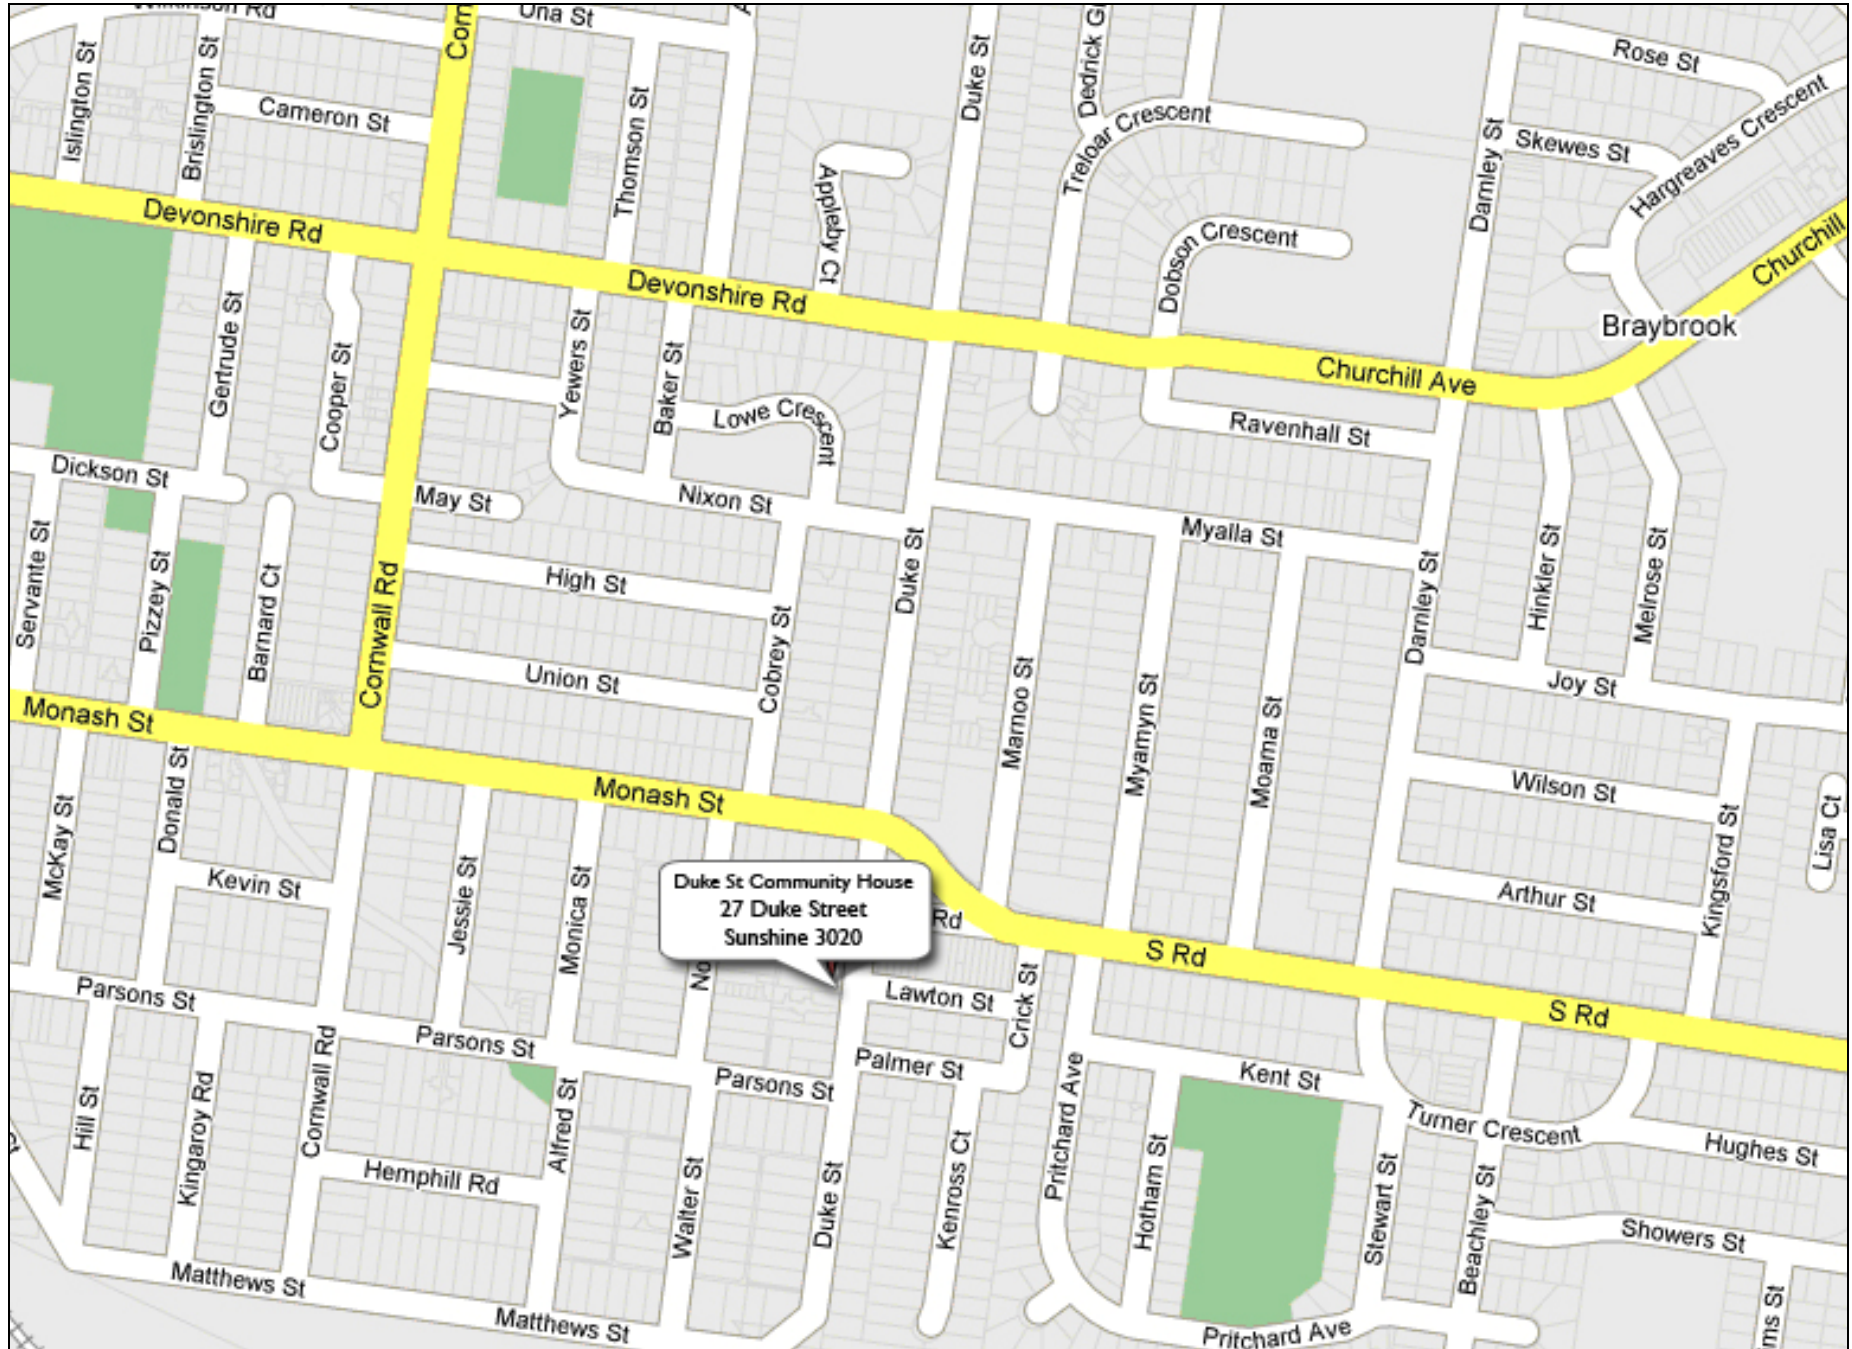 Wilkinson Rd
Una St
Corn
Islington St
Brislington St
Cameron St
Thomson St
Duke St
Dedrick G
Treloar Crescent
Rose St
Darnley St
Skewes St
Hargreaves Crescent
Appleby Ct
Dobson Crescent
Devonshire Rd
Devonshire Rd
Churchill
Braybrook
Churchill Ave
Gertrude St
Cooper St
Yewers St
Baker St
Lowe Crescent
Ravenhall St
Dickson St
May St
Nixon St
Myalla St
Servante St
Pizzey St
Barnard Ct
Cornwall Rd
High St
Union St
Cobrey St
Duke St
Marnoo St
Myamyn St
Moama St
Darnley St
Hinkler St
Melrose St
Joy St
Monash St
Monash St
Wilson St
Lisa Ct
Kingsford St
Arthur St
McKay St
Donald St
Kevin St
Jessie St
Monica St
No
Duke St Community House
27 Duke Street
Sunshine 3020
Rd
S Rd
S Rd
Lawton St
Crick St
Parsons St
Parsons St
Parsons St
Palmer St
Kent St
Turner Crescent
Hughes St
Hill St
Kingaroy Rd
Cornwall Rd
Hemphill Rd
Alfred St
Walter St
Duke St
Kenross Ct
Pritchard Ave
Hotham St
Stewart St
Beachley St
Showers St
Matthews St
Matthews St
Pritchard Ave
ms St